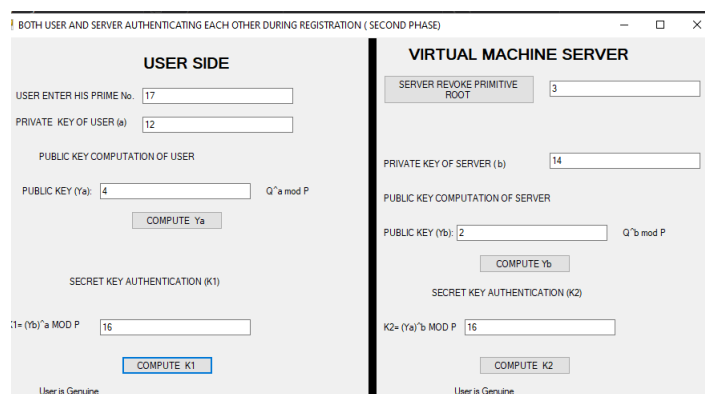 BOTH USER AND SERVER AUTHENTICATING EACH OTHER DURING REGISTRATION ( SECOND PHASE)
USER SIDE
USER ENTER HIS PRIME No. 17
PRIVATE KEY OF USER (a) 12
PUBLIC KEY COMPUTATION OF USER
PUBLIC KEY (Ya): 4 Q^a mod P
COMPUTE Ya
SECRET KEY AUTHENTICATION (K1)
K1= (Yb)^a MOD P 16
COMPUTE K1
User is Genuine
VIRTUAL MACHINE SERVER
SERVER REVOKE PRIMITIVE
ROOT
3
PRIVATE KEY OF SERVER ( b) 14
PUBLIC KEY COMPUTATION OF SERVER
PUBLIC KEY (Yb): 2 Q^b mod P
COMPUTE Yb
SECRET KEY AUTHENTICATION (K2)
K2= (Ya)^b MOD P 16
COMPUTE K2
User is Genuine